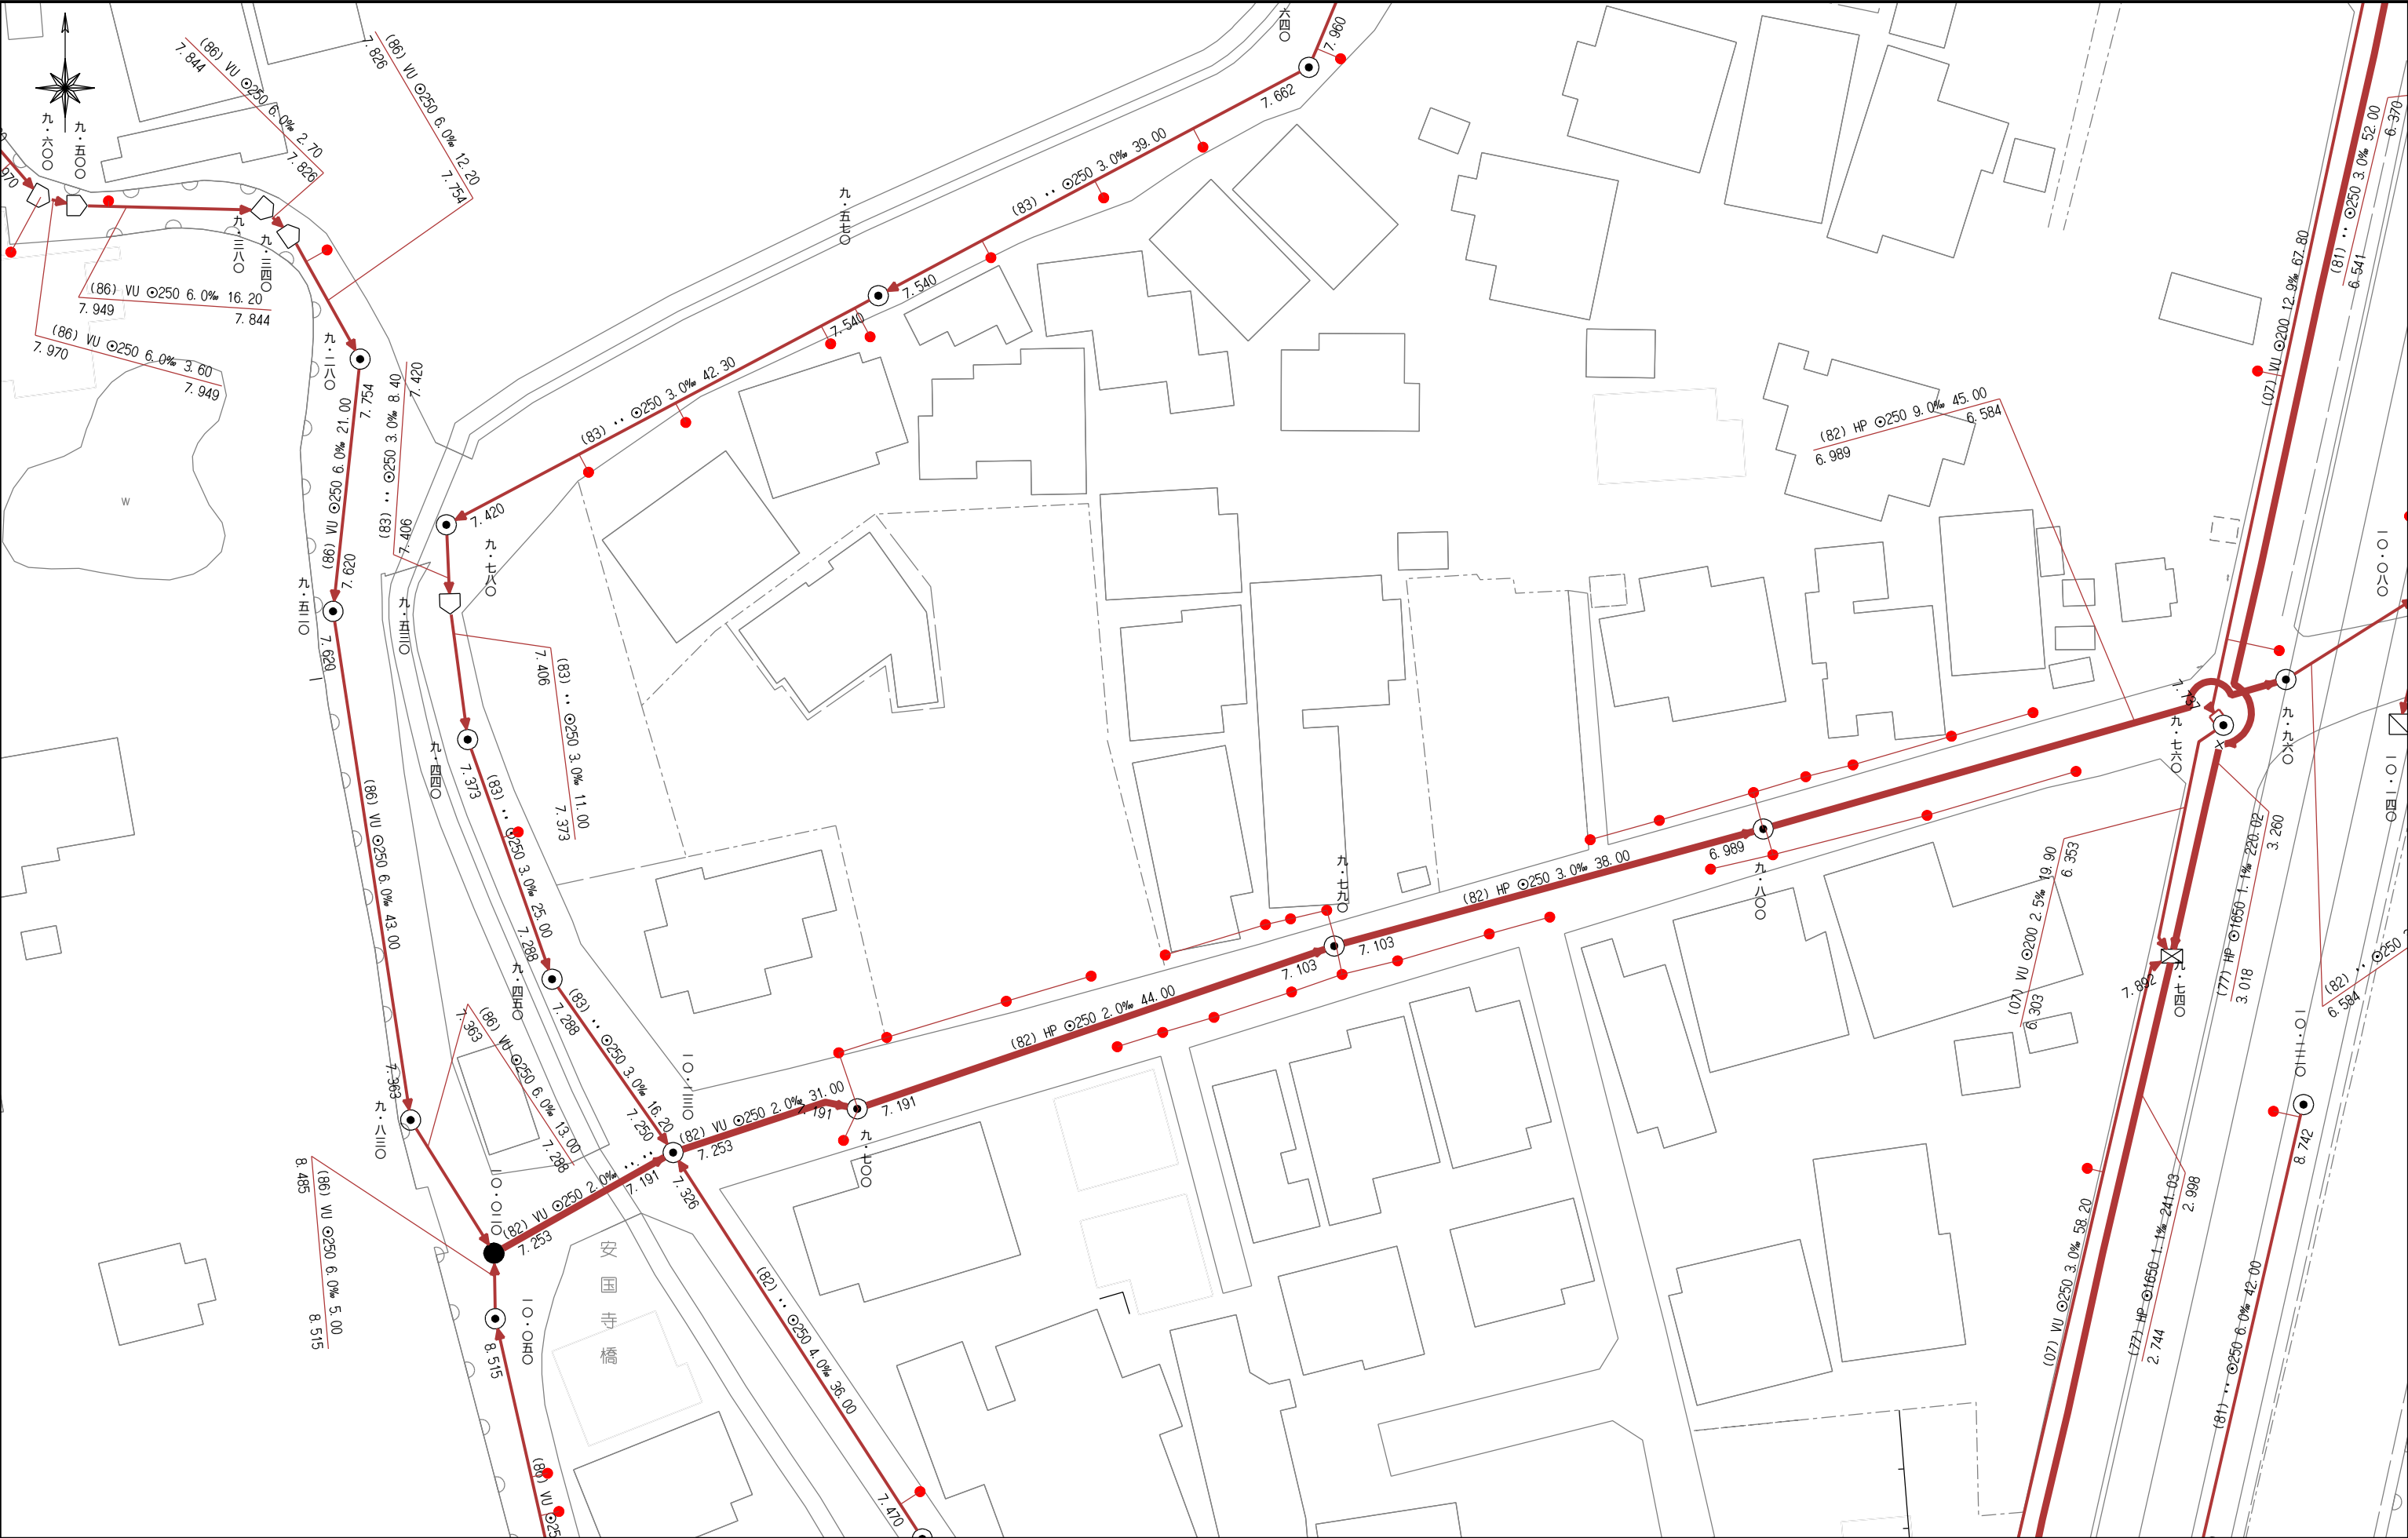 六四〇
7.960
7.662
(83) ・・ ⊙250 3.0‰ 39.00
7.540
九・五七〇
7.540
(83) ・・ ⊙250 3.0‰ 42.30
7.420
(86) VU ⊙250 6.0‰ 2.70
7.844
7.826
(86) VU ⊙250 6.0‰ 12.20
7.826
7.754
九・六〇〇
九・五〇〇
970
九・三八〇
九・三四〇
(86) VU ⊙250 6.0‰ 16.20
7.949
7.844
(86) VU ⊙250 6.0‰ 3.60
7.970
7.949
九・二八〇
7.754
(86) VU ⊙250 6.0‰ 21.00
7.620
(83) ・・ ⊙250 3.0‰ 8.40
7.420
7.406
W
九・七八〇
九・五二〇
九・五三〇
7.620
(83) ・・ ⊙250 3.0‰ 11.00
7.406
7.373
九・四四〇
7.373
(83) ・・ ⊙250 3.0‰ 25.00
7.288
(86) VU ⊙250 6.0‰ 43.00
7.363
九・四五〇
7.288
(83) ・・ ⊙250 3.0‰ 16.20
7.250
(86) VU ⊙250 6.0‰ 13.00
7.363
7.288
九・八三〇
一〇・〇二〇
(86) VU ⊙250 6.0‰ 5.00
8.485
8.515
(82) VU ⊙250 2.0‰ ・・.・・
7.253
7.191
(82) VU ⊙250 2.0‰ 31.00
7.253
7.191
7.191
九・七〇〇
7.326
(82) ・・ ⊙250 4.0‰ 36.00
7.470
一〇・〇五〇
8.515
(86) VU ⊙25
安国寺橋
(82) HP ⊙250 2.0‰ 44.00
7.103
九・七九〇
7.103
(82) HP ⊙250 3.0‰ 38.00
6.989
九・八〇〇
(82) HP ⊙250 9.0‰ 45.00
6.989
6.584
(07) VU ⊙200 12.9‰ 67.80
(81) ・・ ⊙250 3.0‰ 52.00
6.541
6.370
一〇・〇八〇
九・七六〇
九・九六〇
一〇・一四〇
(07) VU ⊙200 2.5‰ 19.90
6.353
6.303
(77) HP ⊙1650 1.1‰ 220.02
3.260
3.018
7.892
九・七四〇
(82) ・・ ⊙250
6.584
8.742
(07) VU ⊙250 3.0‰ 58.20
(77) HP ⊙1650 1.1‰ 241.03
2.998
2.744
(81) ・・ ⊙250 6.0‰ 42.00